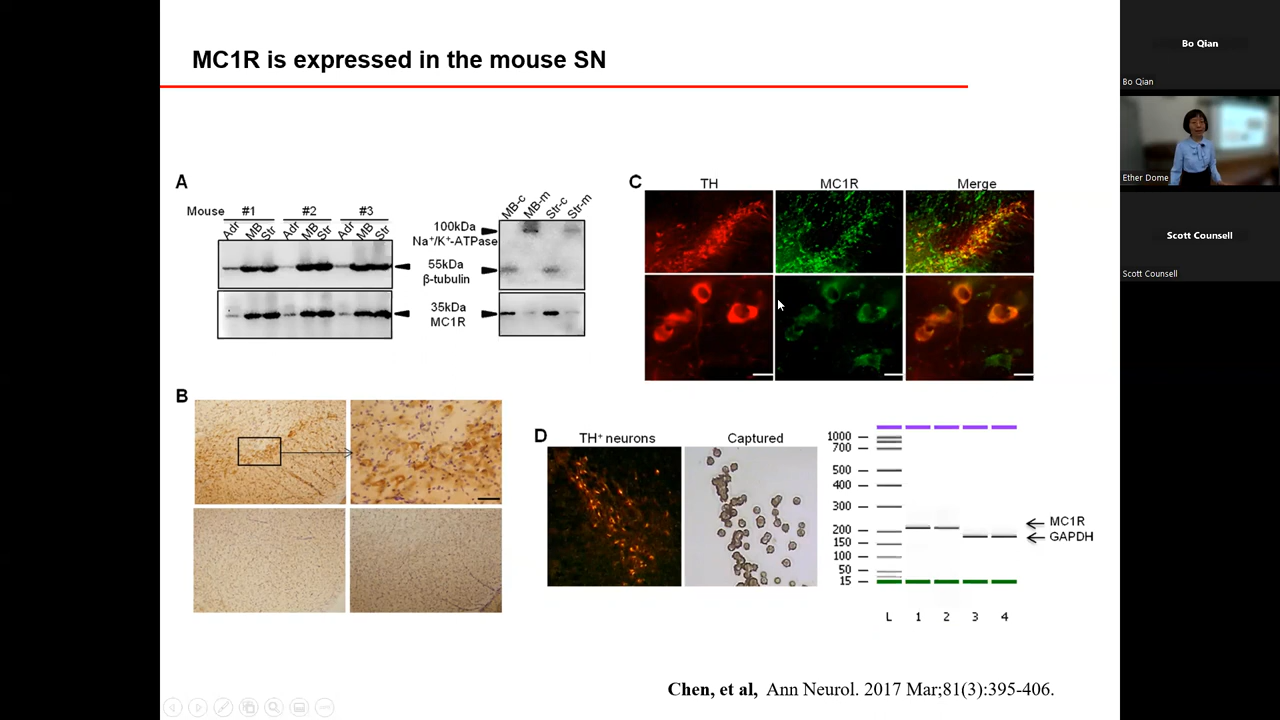 MC1R is expressed in the mouse SN
A
Mouse #1 #2 #3
Adr MB Str Adr MB Str Adr MB Str
MB-c MB-m Str-c Str-m
100kDa
Na⁺/K⁺-ATPase
55kDa
β-tubulin
35kDa
MC1R
B
C
TH MC1R Merge
D
TH⁺ neurons Captured
1000
700
500
400
300
200
150
100
50
15
MC1R
GAPDH
L 1 2 3 4
Chen, et al, Ann Neurol. 2017 Mar;81(3):395-406.
Bo Qian
Bo Qian
Ether Dome
Scott Counsell
Scott Counsell